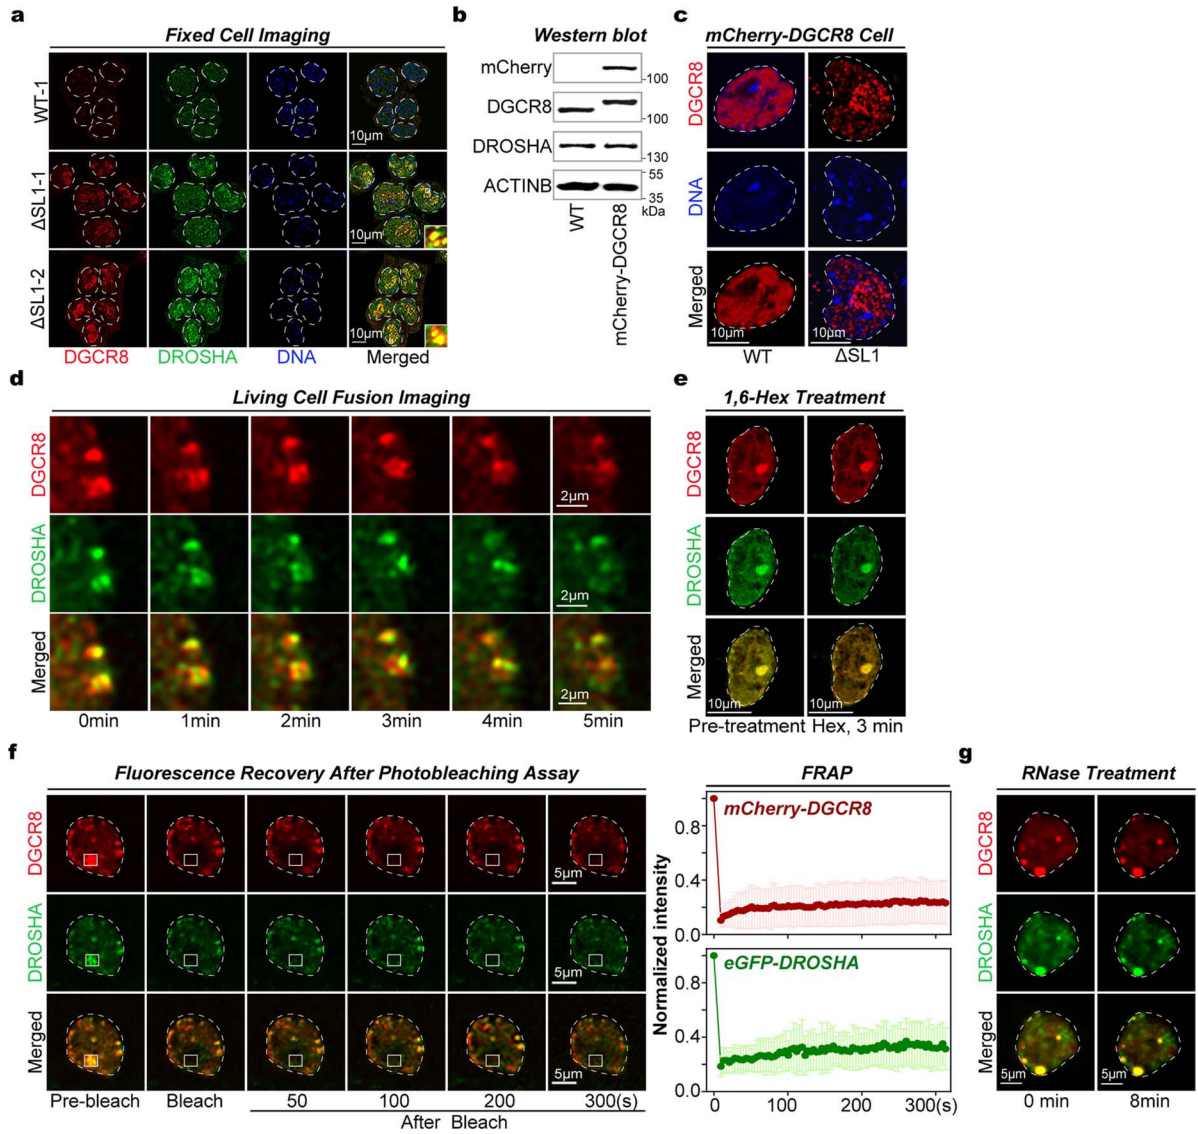 a
Fixed Cell Imaging
WT-1
ΔSL1-1
ΔSL1-2
10μm
10μm
10μm
DGCR8 DROSHA DNA Merged
b
Western blot
mCherry
100
DGCR8
100
DROSHA
130
ACTINB
55
35
kDa
WT
mCherry-DGCR8
c
mCherry-DGCR8 Cell
DGCR8
DNA
Merged
10μm 10μm
WT ΔSL1
d
Living Cell Fusion Imaging
DGCR8
2μm
DROSHA
2μm
Merged
2μm
0min 1min 2min 3min 4min 5min
e
1,6-Hex Treatment
DGCR8
DROSHA
Merged
10μm 10μm
Pre-treatment Hex, 3 min
f
Fluorescence Recovery After Photobleaching Assay
DGCR8
5μm
DROSHA
5μm
Merged
5μm
Pre-bleach Bleach 50 100 200 300(s)
After Bleach
FRAP
Normalized intensity
mCherry-DGCR8
0.8
0.4
0.0
eGFP-DROSHA
0.8
0.4
0.0
0 100 200 300(s)
g
RNase Treatment
DGCR8
DROSHA
Merged
5μm 5μm
0 min 8min